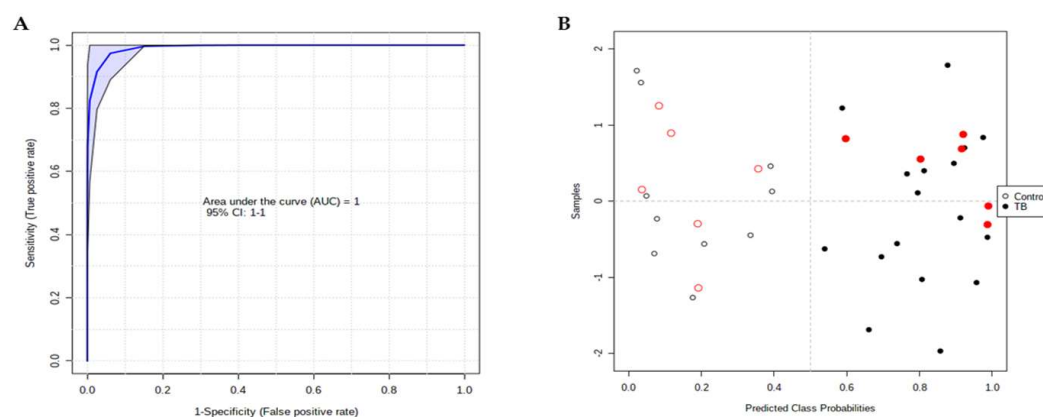 A
B
Sensitivity (True positive rate)
1.0
0.8
0.6
0.4
0.2
0.0
Area under the curve (AUC) = 1
95% CI: 1-1
0.0 0.2 0.4 0.6 0.8 1.0
1-Specificity (False positive rate)
Samples
2
1
0
-1
-2
Contro
TB
0.0 0.2 0.4 0.6 0.8 1.0
Predicted Class Probabilities